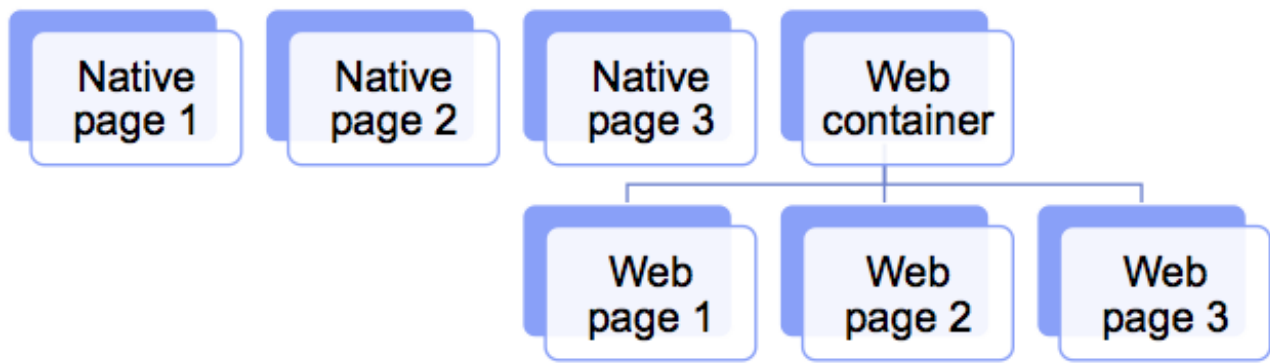 Native
page 1
Native
page 2
Native
page 3
Web
container
Web
page 1
Web
page 2
Web
page 3